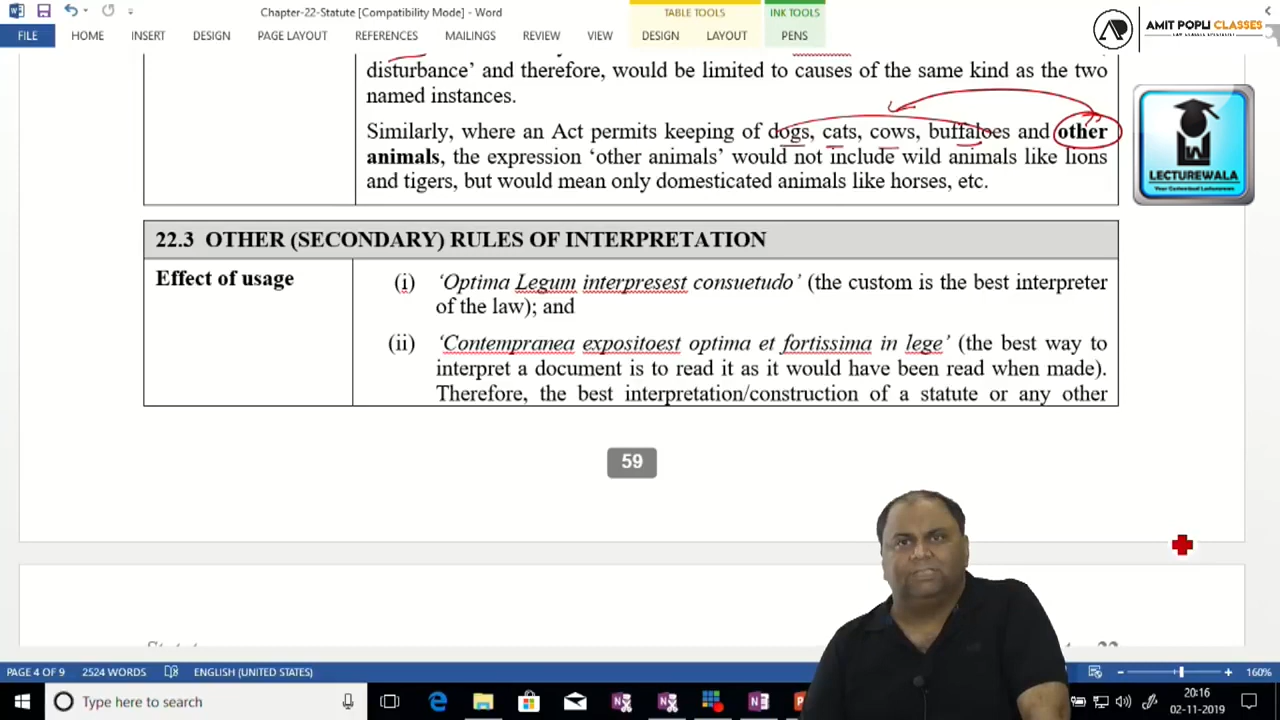 Chapter-22-Statute [Compatibility Mode] - Word
TABLE TOOLS
INK TOOLS
FILE
HOME
INSERT
DESIGN
PAGE LAYOUT
REFERENCES
MAILINGS
REVIEW
VIEW
DESIGN
LAYOUT
PENS
AMIT POPLI CLASSES
disturbance’ and therefore, would be limited to causes of the same kind as the two
named instances.
Similarly, where an Act permits keeping of dogs, cats, cows, buffaloes and other
animals, the expression ‘other animals’ would not include wild animals like lions
and tigers, but would mean only domesticated animals like horses, etc.
LECTUREWALA
Your Customised Lecturewala
22.3 OTHER (SECONDARY) RULES OF INTERPRETATION
Effect of usage
(i) ‘Optima Legum interpresest consuetudo’ (the custom is the best interpreter
of the law); and
(ii) ‘Contempranea expositoest optima et fortissima in lege’ (the best way to
interpret a document is to read it as it would have been read when made).
Therefore, the best interpretation/construction of a statute or any other
59
PAGE 4 OF 9
2524 WORDS
ENGLISH (UNITED STATES)
160%
Type here to search
20:16
02-11-2019